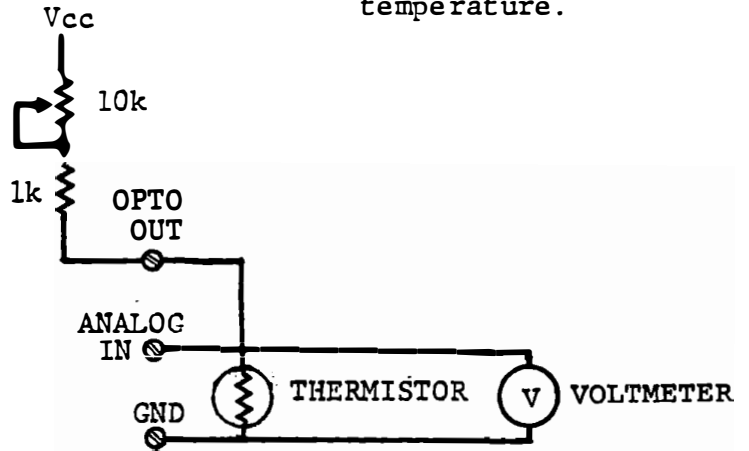 temperature.
Vcc
10k
1k
OPTO
OUT
ANALOG
IN
THERMISTOR
V
VOLTMETER
GND